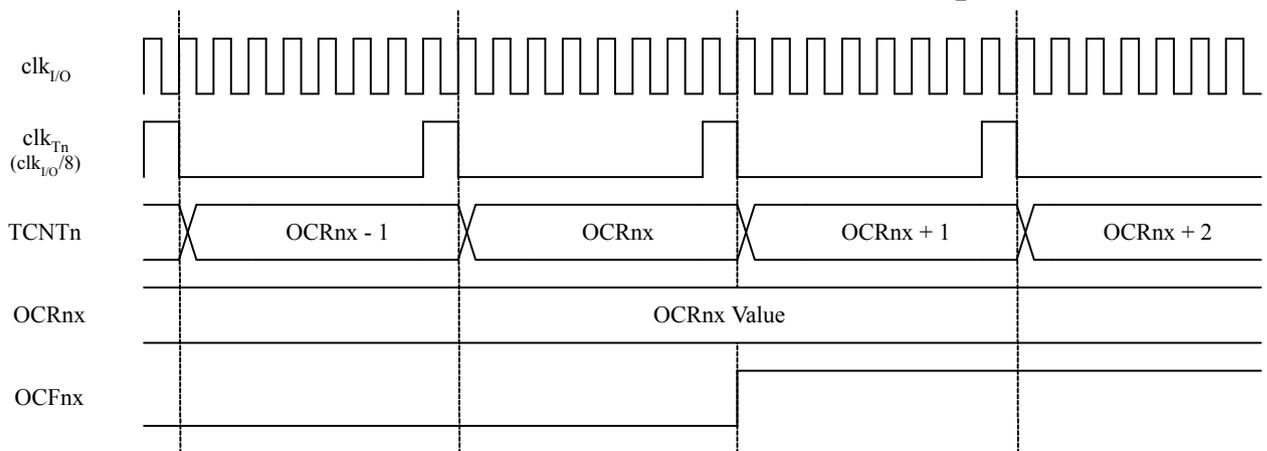 clkI/O
clkTn
(clkI/O/8)
TCNTn
OCRnx - 1
OCRnx
OCRnx + 1
OCRnx + 2
OCRnx
OCRnx Value
OCFnx